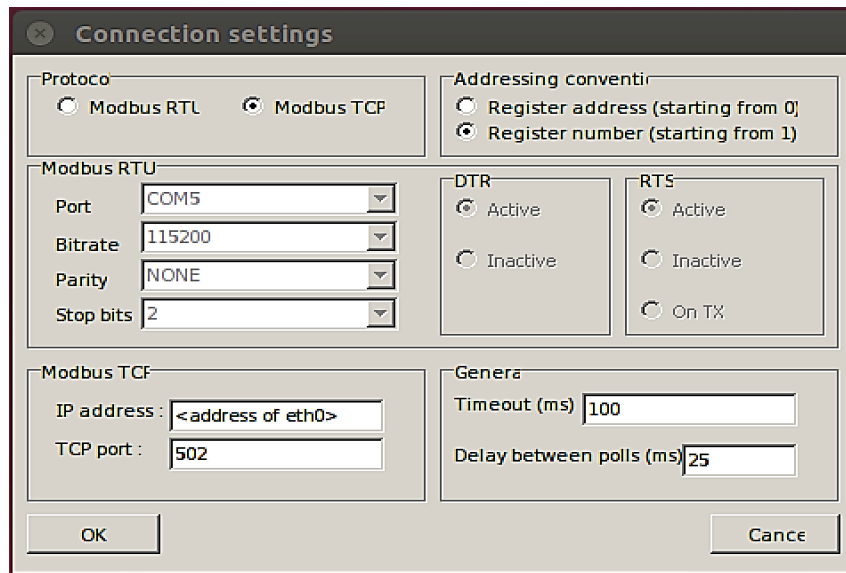 Connection settings
Protoco
Modbus RTU
Modbus TCP
Addressing conventio
Register address (starting from 0)
Register number (starting from 1)
Modbus RTU
Port
COM5
Bitrate
115200
Parity
NONE
Stop bits
2
DTR
Active
Inactive
RTS
Active
Inactive
On TX
Modbus TCP
IP address :
<address of eth0>
TCP port :
502
Genera
Timeout (ms)
100
Delay between polls (ms)
25
OK
Cance